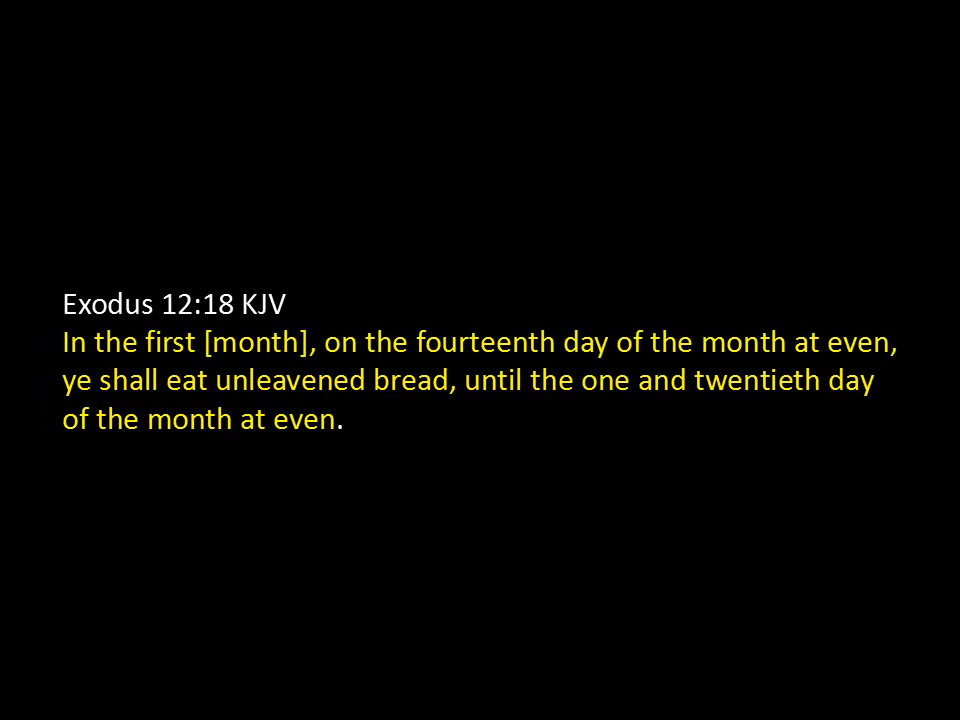 Exodus 12:18 KJV
In the first [month], on the fourteenth day of the month at even,
ye shall eat unleavened bread, until the one and twentieth day
of the month at even.